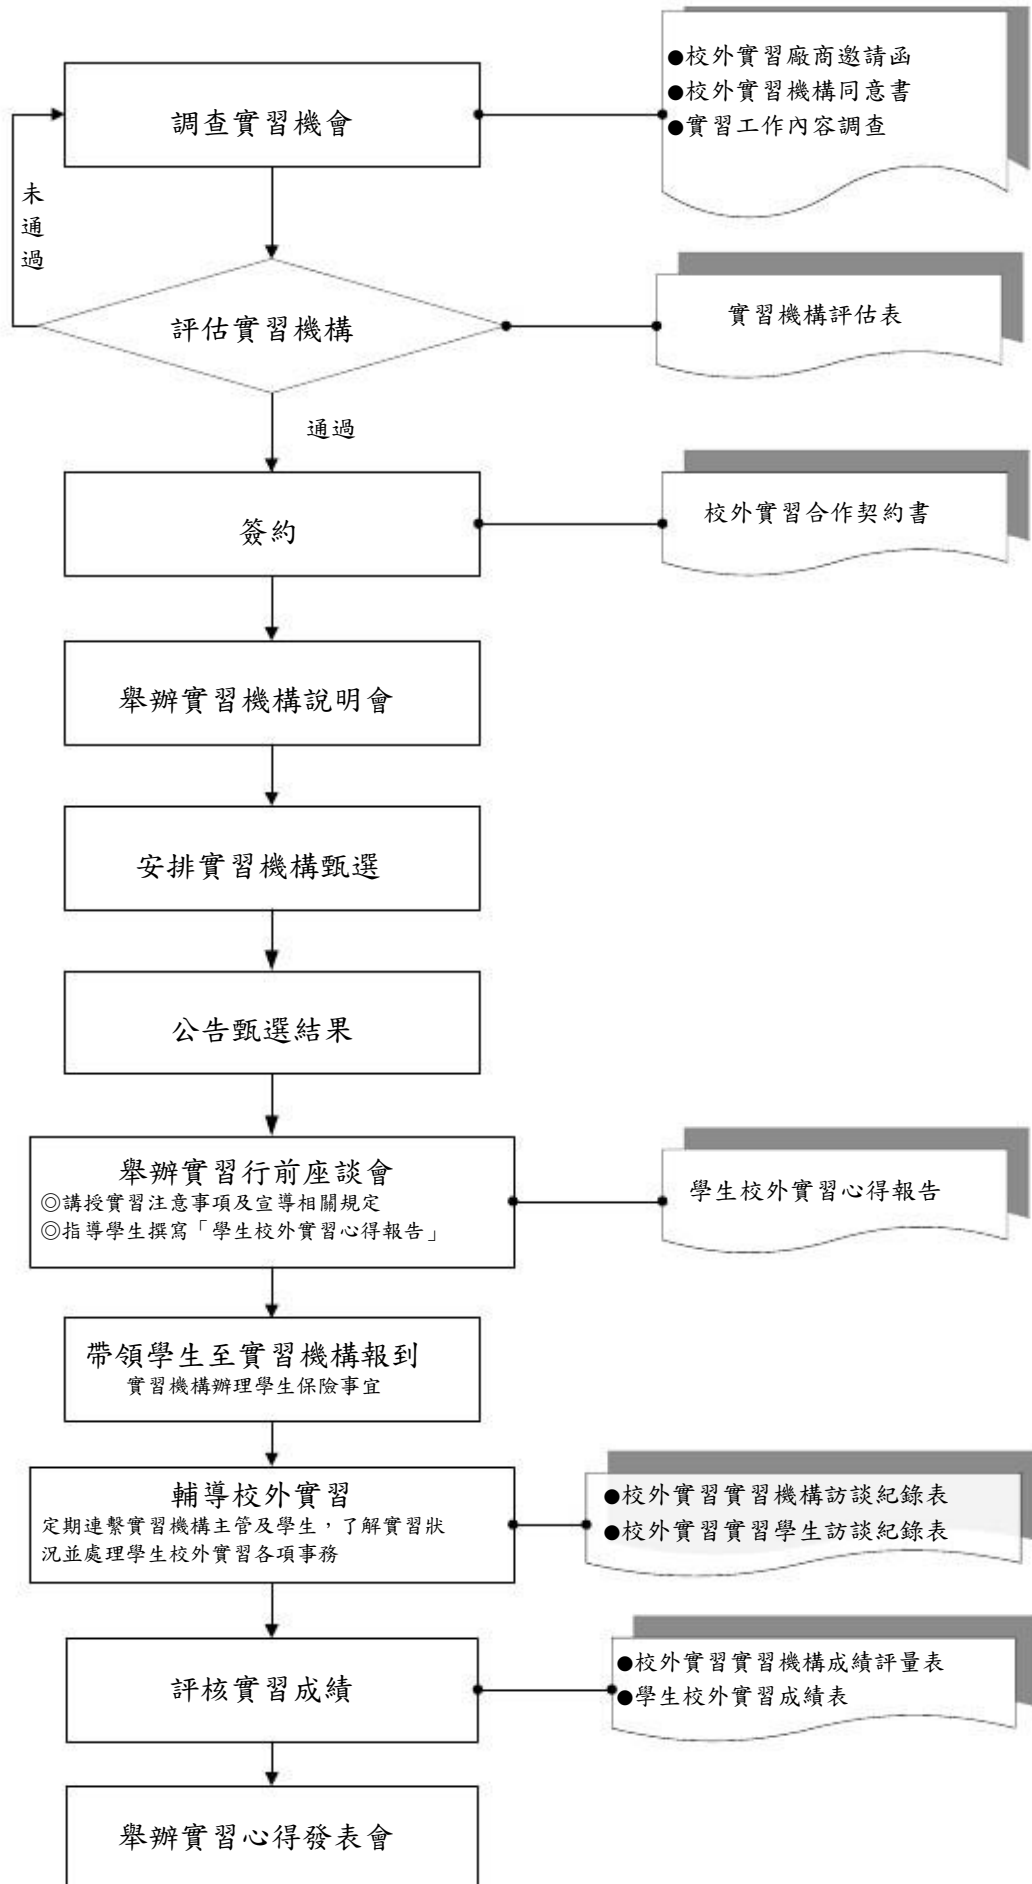 調查實習機會
●校外實習廠商邀請函
●校外實習機構同意書
●實習工作內容調查
未
通
過
評估實習機構
實習機構評估表
通過
簽約
校外實習合作契約書
舉辦實習機構說明會
安排實習機構甄選
公告甄選結果
舉辦實習行前座談會
◎講授實習注意事項及宣導相關規定
◎指導學生撰寫「學生校外實習心得報告」
學生校外實習心得報告
帶領學生至實習機構報到
實習機構辦理學生保險事宜
輔導校外實習
定期連繫實習機構主管及學生，了解實習狀
況並處理學生校外實習各項事務
●校外實習實習機構訪談紀錄表
●校外實習實習學生訪談紀錄表
評核實習成績
●校外實習實習機構成績評量表
●學生校外實習成績表
舉辦實習心得發表會